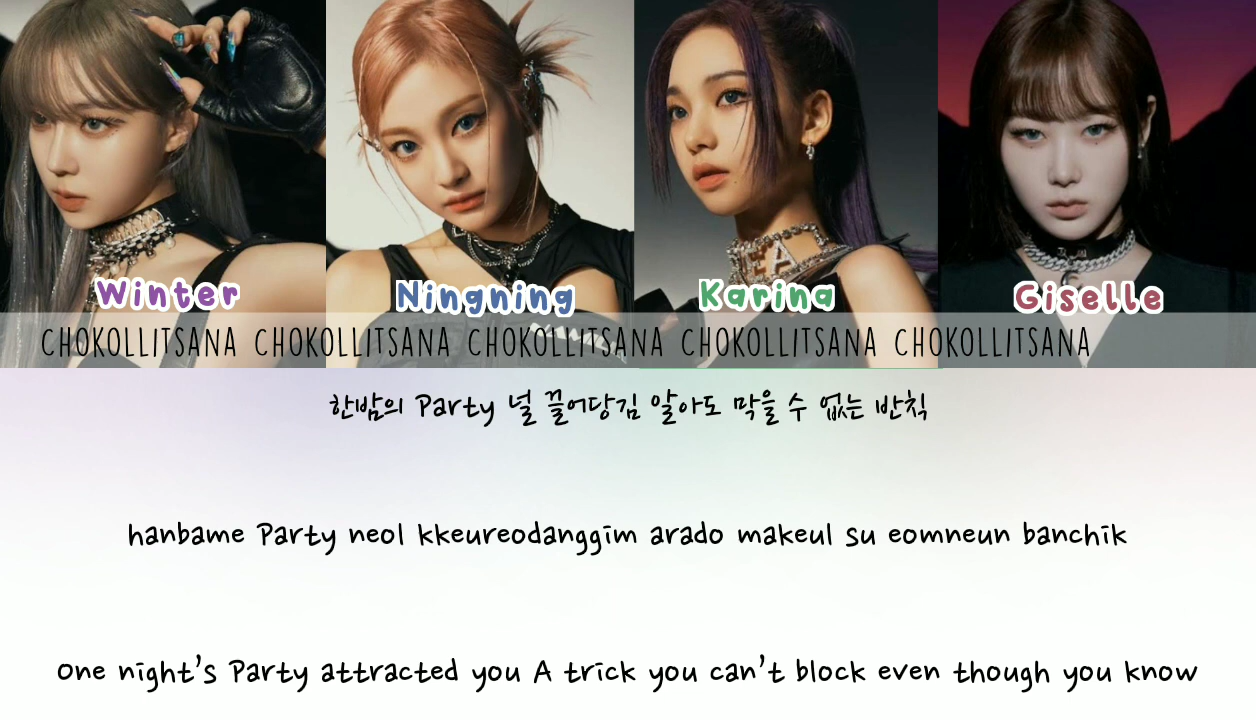 Winter
Ningning
Karina
Giselle
CHOKOLLITSANA CHOKOLLITSANA CHOKOLLITSANA CHOKOLLITSANA CHOKOLLITSANA
한밤의 Party 널 끌어당김 알아도 막을 수 없는 반칙
hanbame Party neol kkeureodanggim arado makeul su eomneun banchik
One night's Party attracted you A trick you can't block even though you know